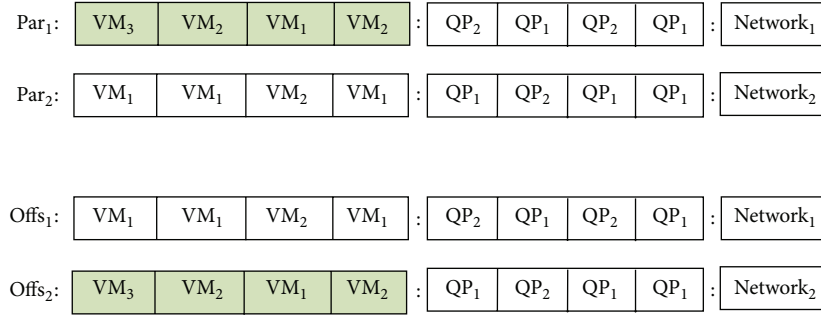 Par₁: VM₃ VM₂ VM₁ VM₂ : QP₂ QP₁ QP₂ QP₁ : Network₁
Par₂: VM₁ VM₁ VM₂ VM₁ : QP₁ QP₂ QP₁ QP₁ : Network₂
Offs₁: VM₁ VM₁ VM₂ VM₁ : QP₂ QP₁ QP₂ QP₁ : Network₁
Offs₂: VM₃ VM₂ VM₁ VM₂ : QP₁ QP₂ QP₁ QP₁ : Network₂